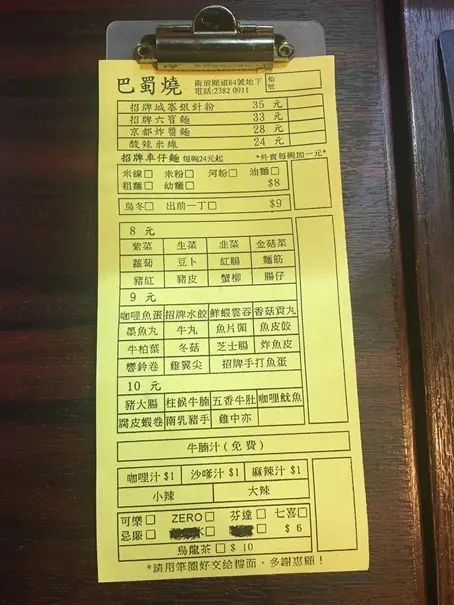 巴蜀燒
衙前圍道84號地下
電話:2382 0911
枱號
招牌城寨銀針粉 35 元
招牌六寶麵 33 元
京都炸醬麵 28 元
酸辣米線 24 元
招牌車仔麵 每碗24元起 *外賣每碗加一元*
米線□ 米粉□ 河粉□ 油麵□
粗麵□ 幼麵□ $8
烏冬□ 出前一丁□ $9
8 元
紫菜 生菜 韭菜 金菇菜
蘿蔔 豆卜 紅腸 麵筋
豬紅 豬皮 蟹柳 腸仔
9 元
咖哩魚蛋 招牌水餃 鮮蝦雲吞 香菇貢丸
墨魚丸 牛丸 魚片頭 魚皮餃
牛柏葉 冬菇 芝士腸 炸魚皮
響鈴卷 雞翼尖 招牌手打魚蛋
10 元
豬大腸 柱候牛腩 五香牛肚 咖哩魷魚
腐皮蝦卷 南乳豬手 雞中亦
牛腩汁(免費)
咖哩汁 $1 沙嗲汁 $1 麻辣汁 $1
小辣 大辣
可樂□ ZERO□ 芬達□ 七喜□
忌廉□ $ 6
烏龍茶□ $ 10
*請用筆圈好交給樓面，多謝惠顧！